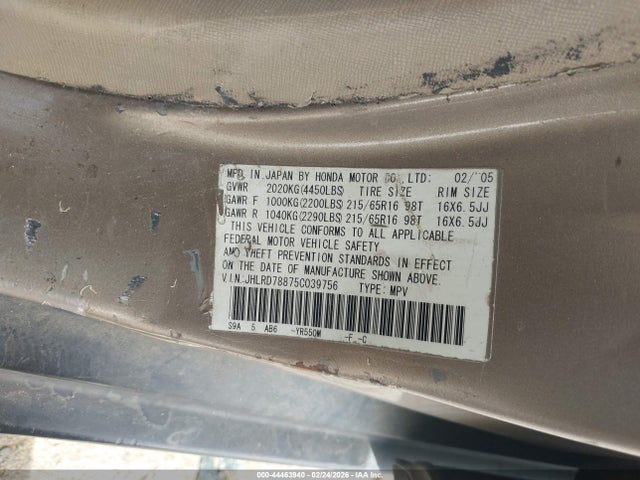 MFD. IN JAPAN BY HONDA MOTOR CO., LTD: 02/'05
GVWR 2020KG(4450LBS) TIRE SIZE RIM SIZE
GAWR F 1000KG(2200LBS) 215/65R16 98T 16X6.5JJ
GAWR R 1040KG(2290LBS) 215/65R16 98T 16X6.5JJ
THIS VEHICLE CONFORMS TO ALL APPLICABLE
FEDERAL MOTOR VEHICLE SAFETY
AND THEFT PREVENTION STANDARDS IN EFFECT
ON THE DATE OF MANUFACTURE SHOWN ABOVE.
V.I.N:JHLRD78875C039756 TYPE: MPV
S9A 5 AB6 -YR550M -F -C
000-44463940 - 02/24/2026 - IAA Inc.